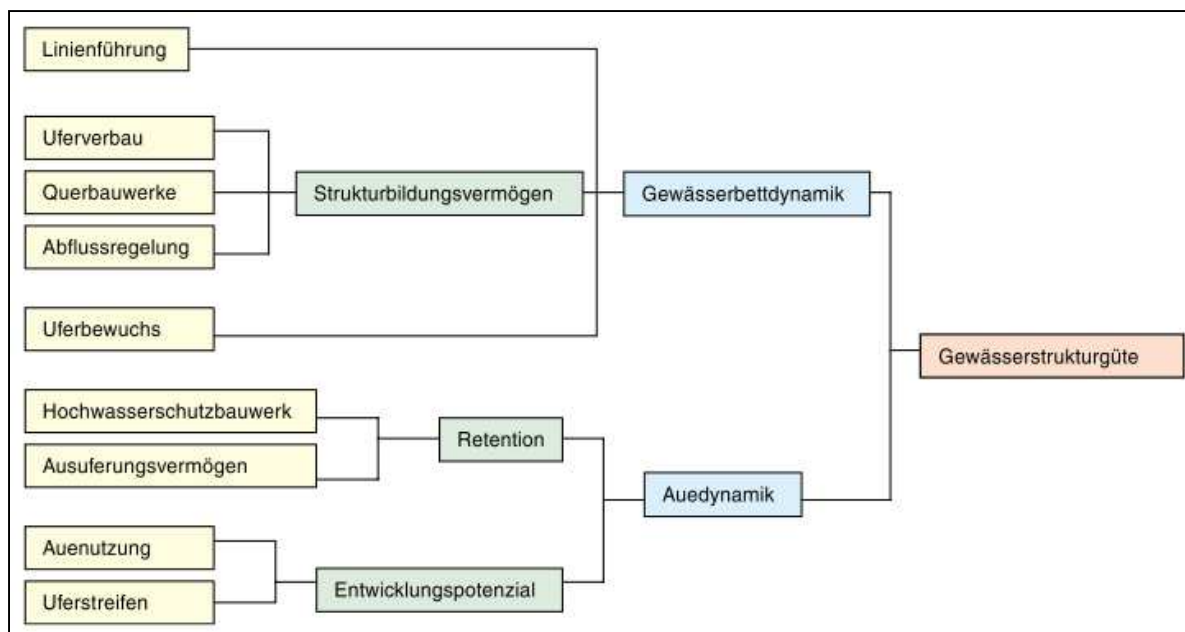 Linienführung
Uferverbau
Querbauwerke
Strukturbildungsvermögen
Gewässerbettdynamik
Abflussregelung
Uferbewuchs
Gewässerstrukturgüte
Hochwasserschutzbauwerk
Retention
Ausuferungsvermögen
Auedynamik
Auenutzung
Entwicklungspotenzial
Uferstreifen